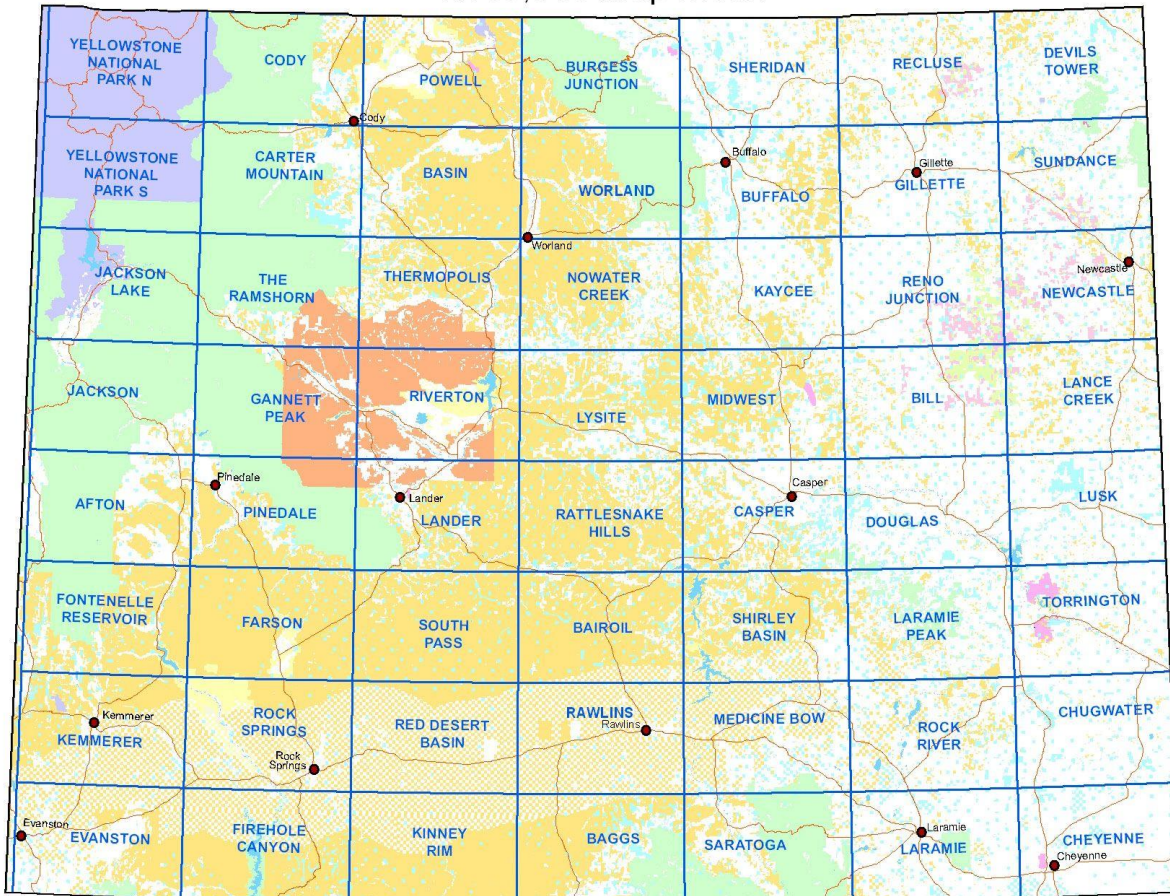 YELLOWSTONE
NATIONAL
PARK N
CODY
POWELL
BURGESS
JUNCTION
SHERIDAN
RECLUSE
DEVILS
TOWER
Cody
YELLOWSTONE
NATIONAL
PARK S
CARTER
MOUNTAIN
BASIN
WORLAND
Buffalo
BUFFALO
Gillette
GILLETTE
SUNDANCE
Worland
JACKSON
LAKE
THE
RAMSHORN
THERMOPOLIS
NOWATER
CREEK
KAYCEE
RENO
JUNCTION
Newcastle
NEWCASTLE
JACKSON
GANNETT
PEAK
RIVERTON
LYSITE
MIDWEST
BILL
LANCE
CREEK
AFTON
Pinedale
PINEDALE
Lander
LANDER
RATTLESNAKE
HILLS
Casper
CASPER
DOUGLAS
LUSK
FONTENELLE
RESERVOIR
FARSON
SOUTH
PASS
BAIROIL
SHIRLEY
BASIN
LARAMIE
PEAK
TORRINGTON
Kemmerer
KEMMERER
ROCK
SPRINGS
Rock
Springs
RED DESERT
BASIN
RAWLINS
Rawlins
MEDICINE BOW
ROCK
RIVER
CHUGWATER
Evanston
EVANSTON
FIREHOLE
CANYON
KINNEY
RIM
BAGGS
SARATOGA
Laramie
LARAMIE
CHEYENNE
Cheyenne